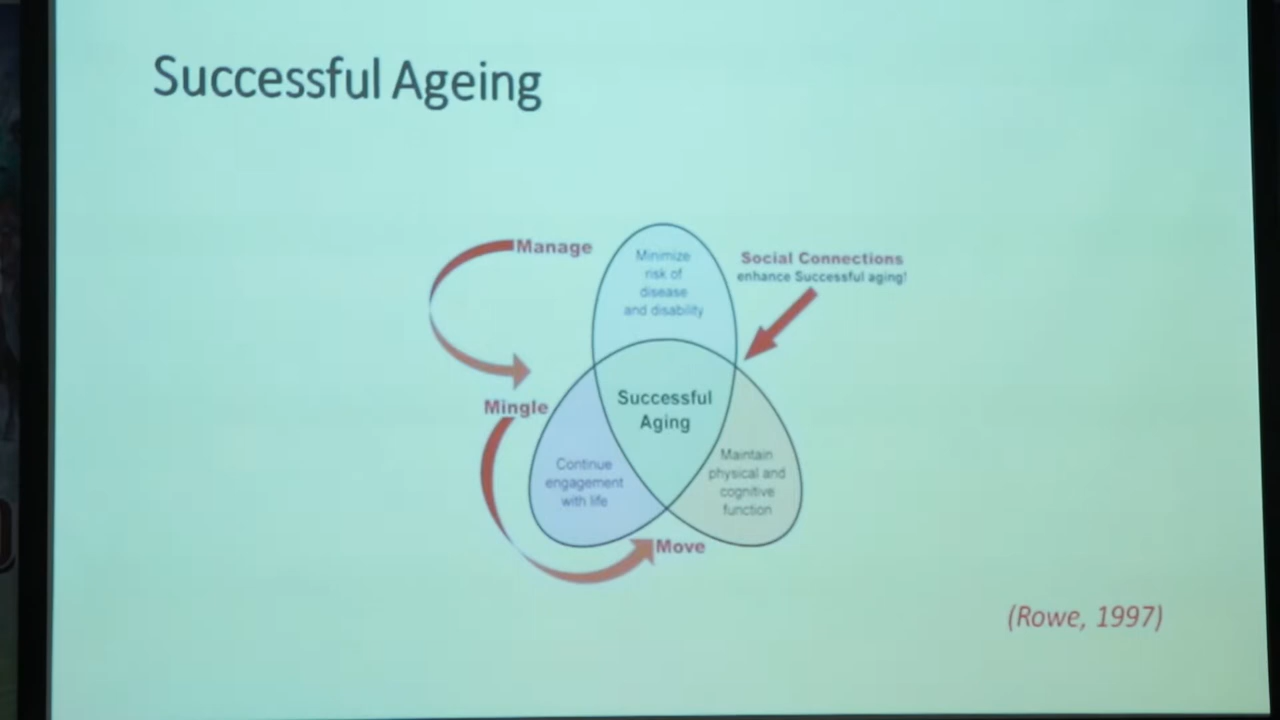 Successful Ageing
Manage
Minimize
risk of
disease
and disability
Social Connections
enhance Successful aging!
Successful
Aging
Mingle
Continue
engagement
with life
Maintain
physical and
cognitive
function
Move
(Rowe, 1997)